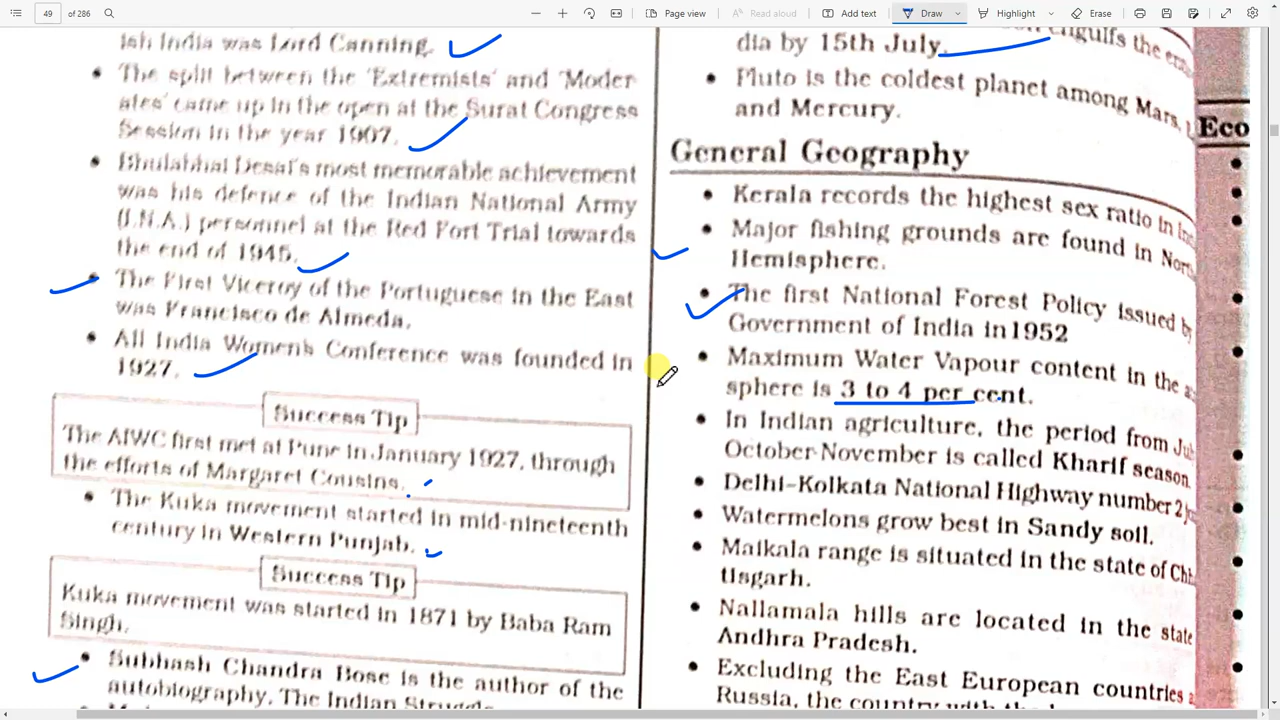 49 of 286
Page view
Read aloud
Add text
Draw
Highlight
Erase
ish India was Lord Canning.
The split between the 'Extremists' and 'Moder
ates' came up in the open at the Surat Congress
Session in the year 1907.
Bhulabhai Desai's most memorable achievement
was his defence of the Indian National Army
(I.N.A.) personnel at the Red Fort Trial towards
the end of 1945.
The First Viceroy of the Portuguese in the East
was Francisco de Almeda.
All India Women's Conference was founded in
1927.
Success Tip
The AIWC first met at Pune in January 1927, through
the efforts of Margaret Cousins.
The Kuka movement started in mid-nineteenth
century in Western Punjab.
Success Tip
Kuka movement was started in 1871 by Baba Ram
Singh.
Subhash Chandra Bose is the author of the
autobiography, The Indian
engulfs the
dia by 15th July.
Pluto is the coldest planet among Mars,
and Mercury.
General Geography
Kerala records the highest sex ratio in
Major fishing grounds are found in
Hemisphere.
The first National Forest Policy issued by
Government of India in 1952
Maximum Water Vapour content in the
sphere is 3 to 4 per cent.
In Indian agriculture, the period from
October-November is called Kharif season.
Delhi-Kolkata National Highway number 2
Watermelons grow best in Sandy soil.
Maikala range is situated in the state of
tisgarh.
Nallamala hills are located in the state
Andhra Pradesh.
Excluding the East European countries
Russia, the country with the
Eco